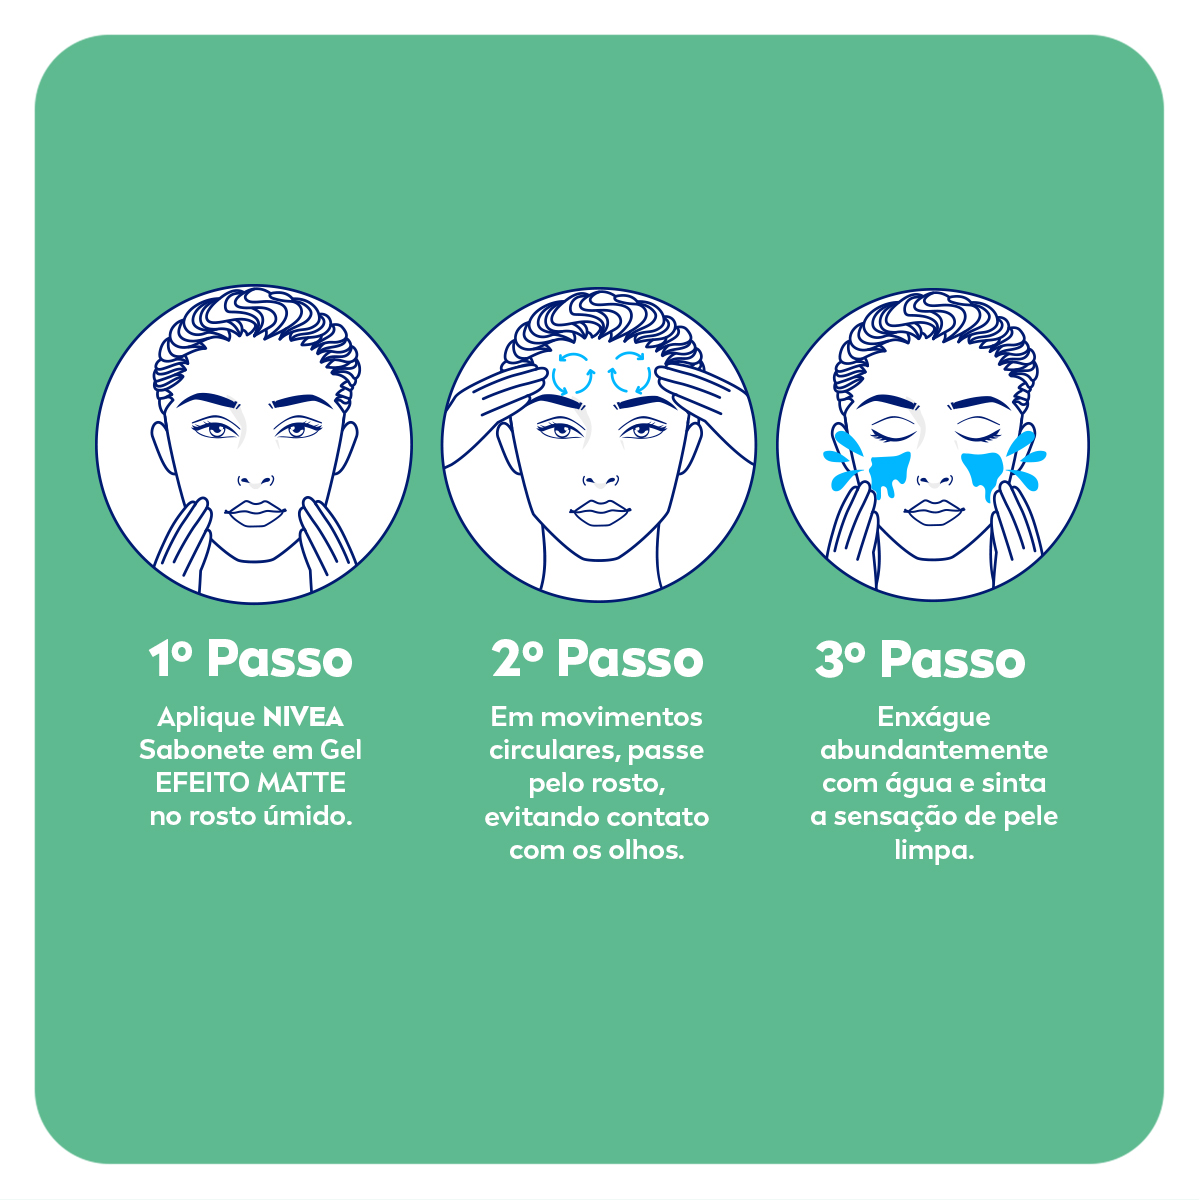 1º Passo
Aplique NIVEA
Sabonete em Gel
EFEITO MATTE
no rosto úmido.
2º Passo
Em movimentos
circulares, passe
pelo rosto,
evitando contato
com os olhos.
3º Passo
Enxágue
abundantemente
com água e sinta
a sensação de pele
limpa.